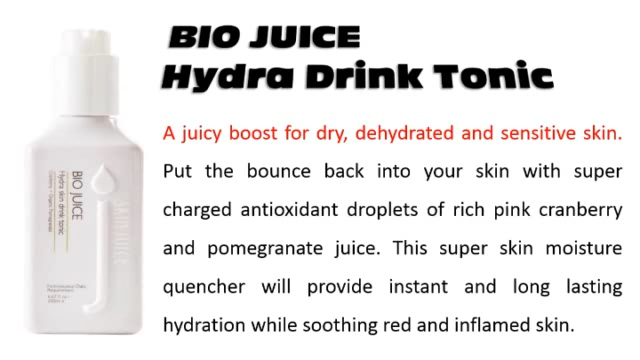 BIO JUICE
Hydra Drink Tonic
A juicy boost for dry, dehydrated and sensitive skin.
Put the bounce back into your skin with super
charged antioxidant droplets of rich pink cranberry
and pomegranate juice. This super skin moisture
quencher will provide instant and long lasting
hydration while soothing red and inflamed skin.
BIO JUICE
Hydra skin drink tonic
SKIN JUICE